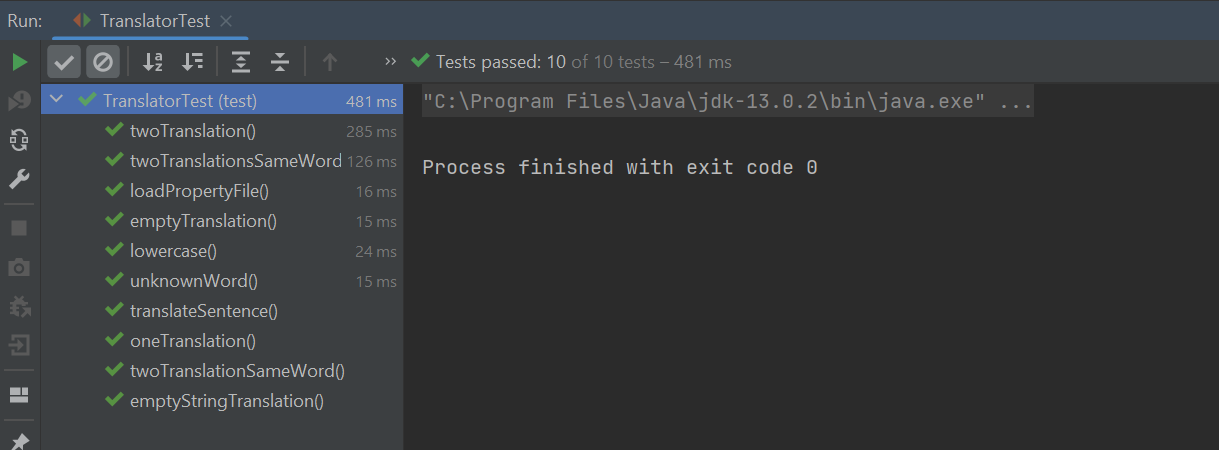 Run: TranslatorTest
Tests passed: 10 of 10 tests – 481 ms
TranslatorTest (test) 481 ms
twoTranslation() 285 ms
twoTranslationsSameWord 126 ms
loadPropertyFile() 16 ms
emptyTranslation() 15 ms
lowercase() 24 ms
unknownWord() 15 ms
translateSentence()
oneTranslation()
twoTranslationSameWord()
emptyStringTranslation()
"C:\Program Files\Java\jdk-13.0.2\bin\java.exe" ...
Process finished with exit code 0